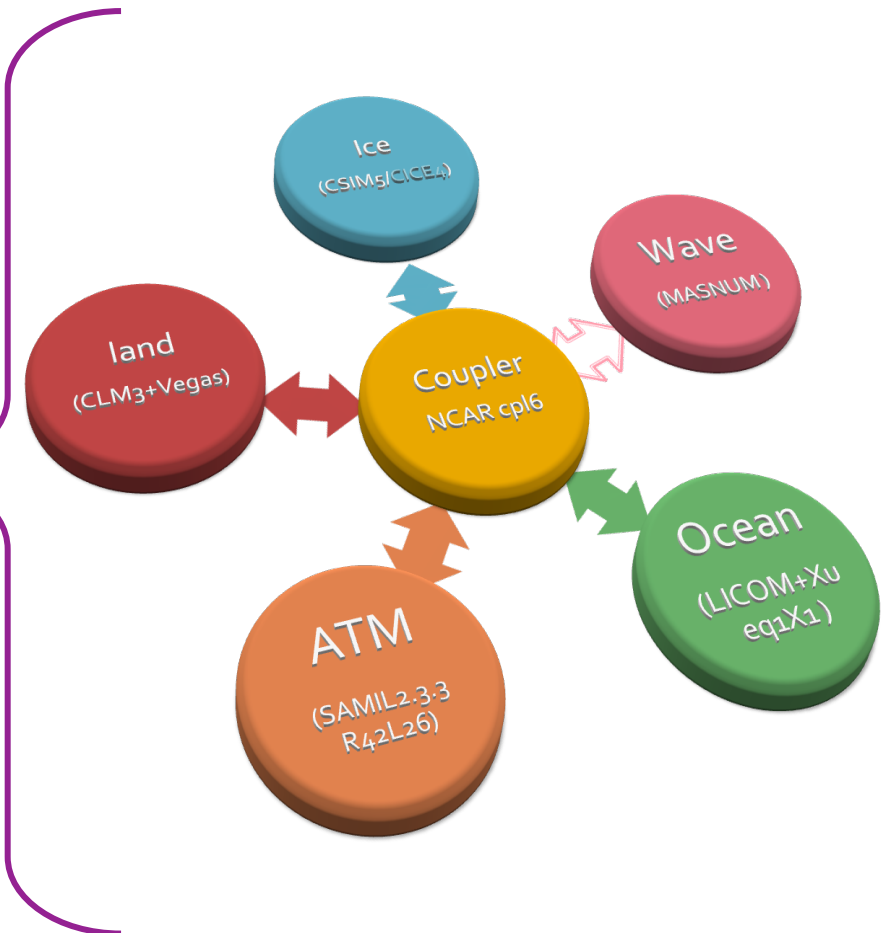 Ice
(CSIM5/CICE4)
Wave
(MASNUM)
land
(CLM3+Vegas)
Coupler
NCAR cpl6
Ocean
(LICOM+Xu
eq1X1)
ATM
(SAMIL2.3.3
R42L26)